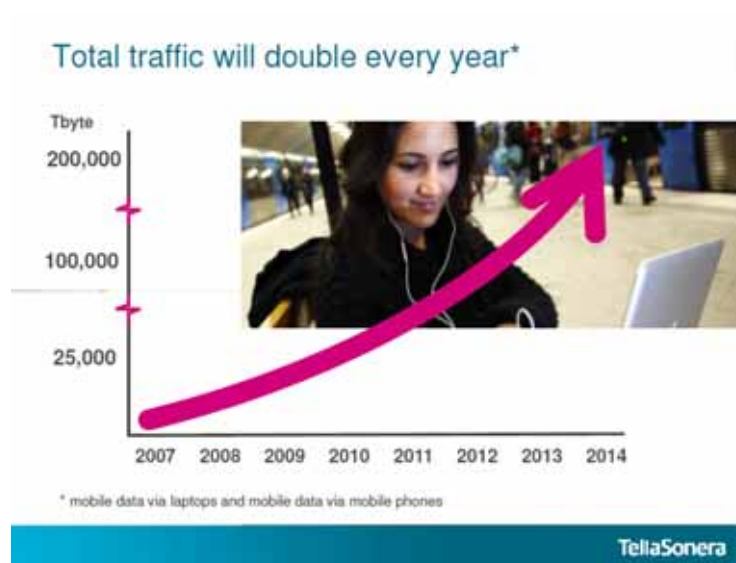 Total traffic will double every year*
Tbyte
200,000
100,000
25,000
2007 2008 2009 2010 2011 2012 2013 2014
* mobile data via laptops and mobile data via mobile phones
TeliaSonera